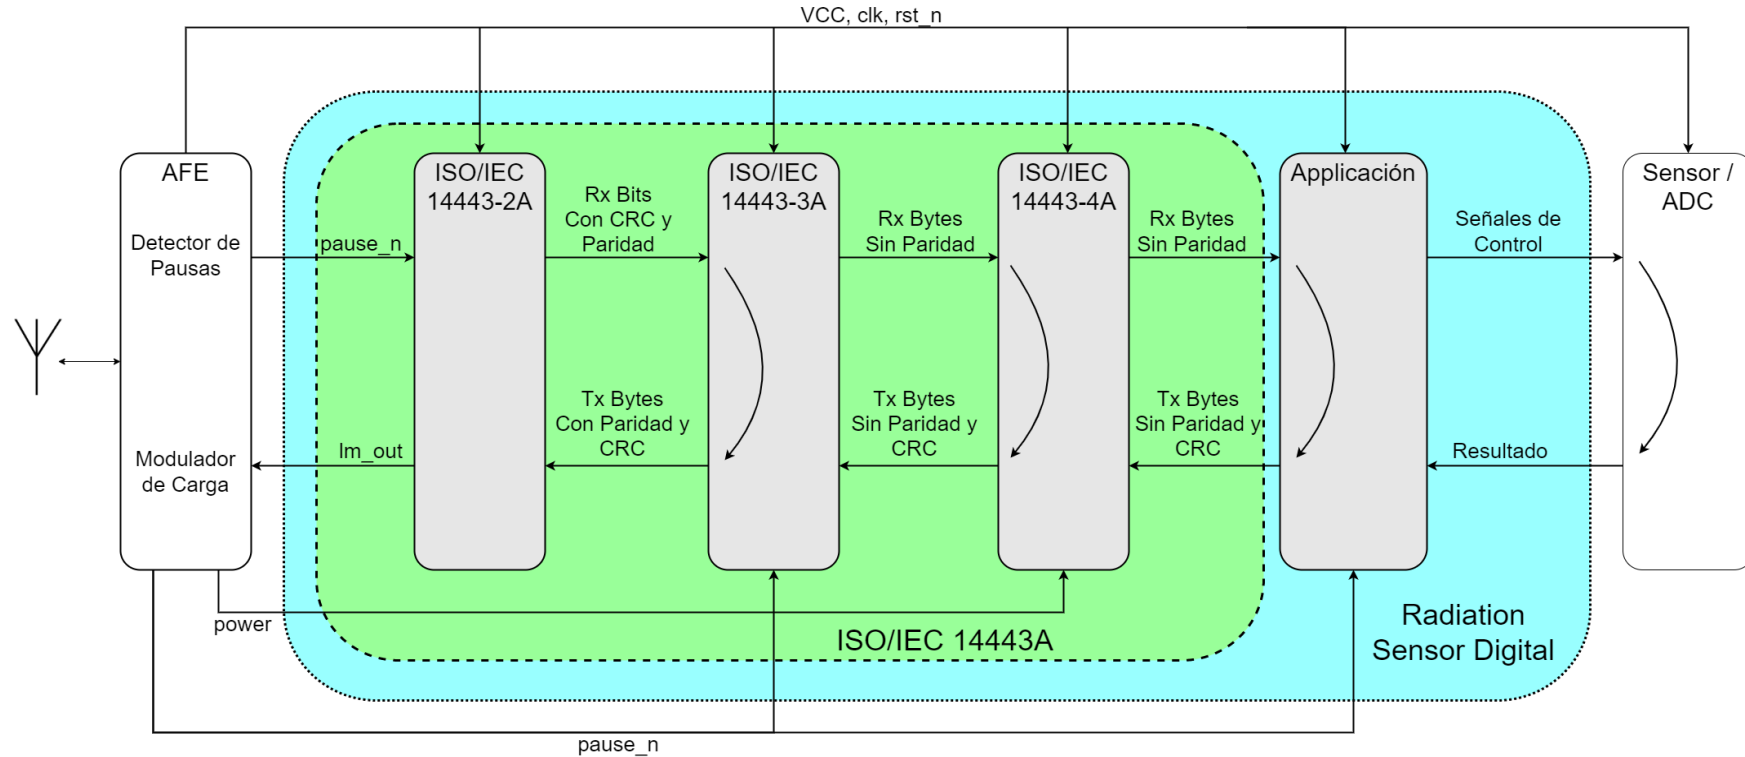 VCC, clk, rst_n
AFE
Detector de
Pausas
Modulador
de Carga
pause_n
lm_out
power
ISO/IEC
14443-2A
Rx Bits
Con CRC y
Paridad
Tx Bytes
Con Paridad y
CRC
ISO/IEC
14443-3A
Rx Bytes
Sin Paridad
Tx Bytes
Sin Paridad y
CRC
ISO/IEC
14443-4A
Rx Bytes
Sin Paridad
Tx Bytes
Sin Paridad y
CRC
Applicación
Señales de
Control
Resultado
Sensor /
ADC
ISO/IEC 14443A
Radiation
Sensor Digital
pause_n